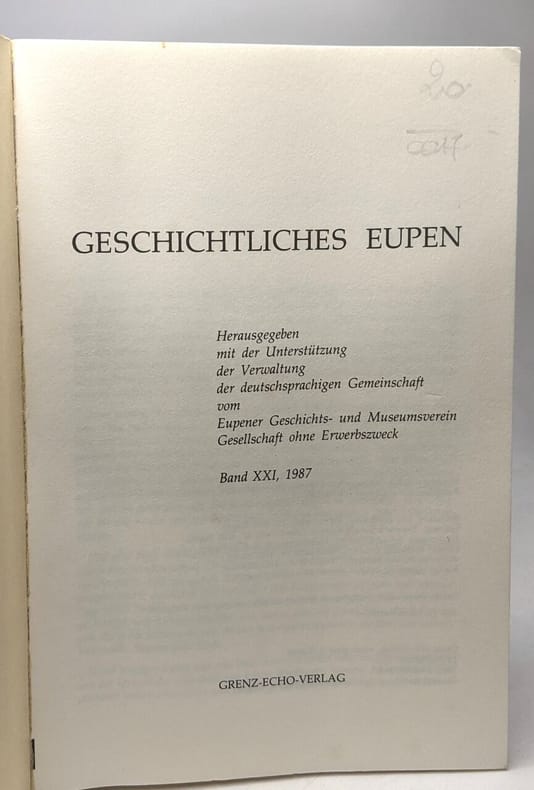 20
GESCHICHTLICHES EUPEN
Herausgegeben
mit der Unterstützung
der Verwaltung
der deutschsprachigen Gemeinschaft
vom
Eupener Geschichts- und Museumsverein
Gesellschaft ohne Erwerbszweck
Band XXI, 1987
GRENZ-ECHO-VERLAG